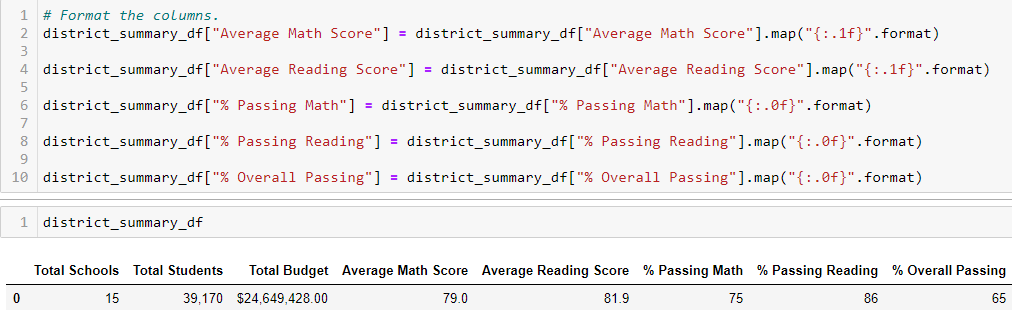 1 # Format the columns.
2 district_summary_df["Average Math Score"] = district_summary_df["Average Math Score"].map("{:.1f}".format)
3
4 district_summary_df["Average Reading Score"] = district_summary_df["Average Reading Score"].map("{:.1f}".format)
5
6 district_summary_df["% Passing Math"] = district_summary_df["% Passing Math"].map("{:.0f}".format)
7
8 district_summary_df["% Passing Reading"] = district_summary_df["% Passing Reading"].map("{:.0f}".format)
9
10 district_summary_df["% Overall Passing"] = district_summary_df["% Overall Passing"].map("{:.0f}".format)
1 district_summary_df
Total Schools Total Students Total Budget Average Math Score Average Reading Score % Passing Math % Passing Reading % Overall Passing
0 15 39,170 $24,649,428.00 79.0 81.9 75 86 65